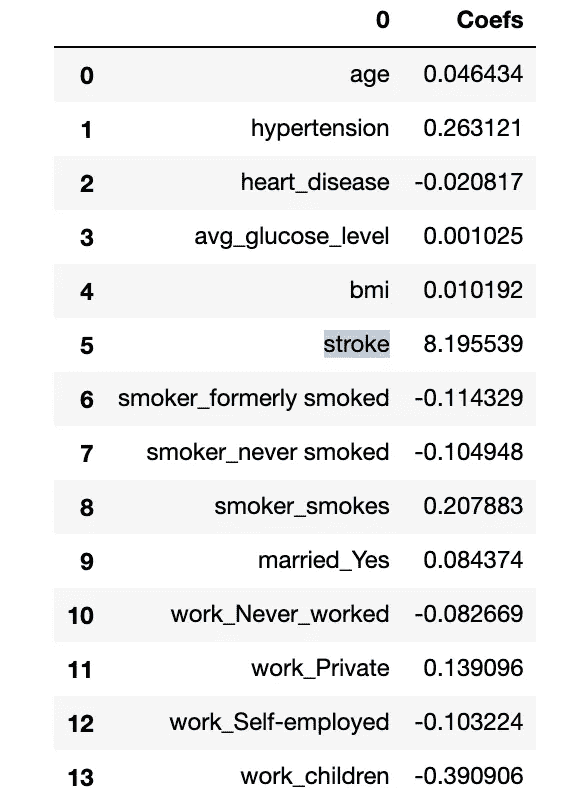 0 Coefs
0 age 0.046434
1 hypertension 0.263121
2 heart_disease -0.020817
3 avg_glucose_level 0.001025
4 bmi 0.010192
5 stroke 8.195539
6 smoker_formerly smoked -0.114329
7 smoker_never smoked -0.104948
8 smoker_smokes 0.207883
9 married_Yes 0.084374
10 work_Never_worked -0.082669
11 work_Private 0.139096
12 work_Self-employed -0.103224
13 work_children -0.390906